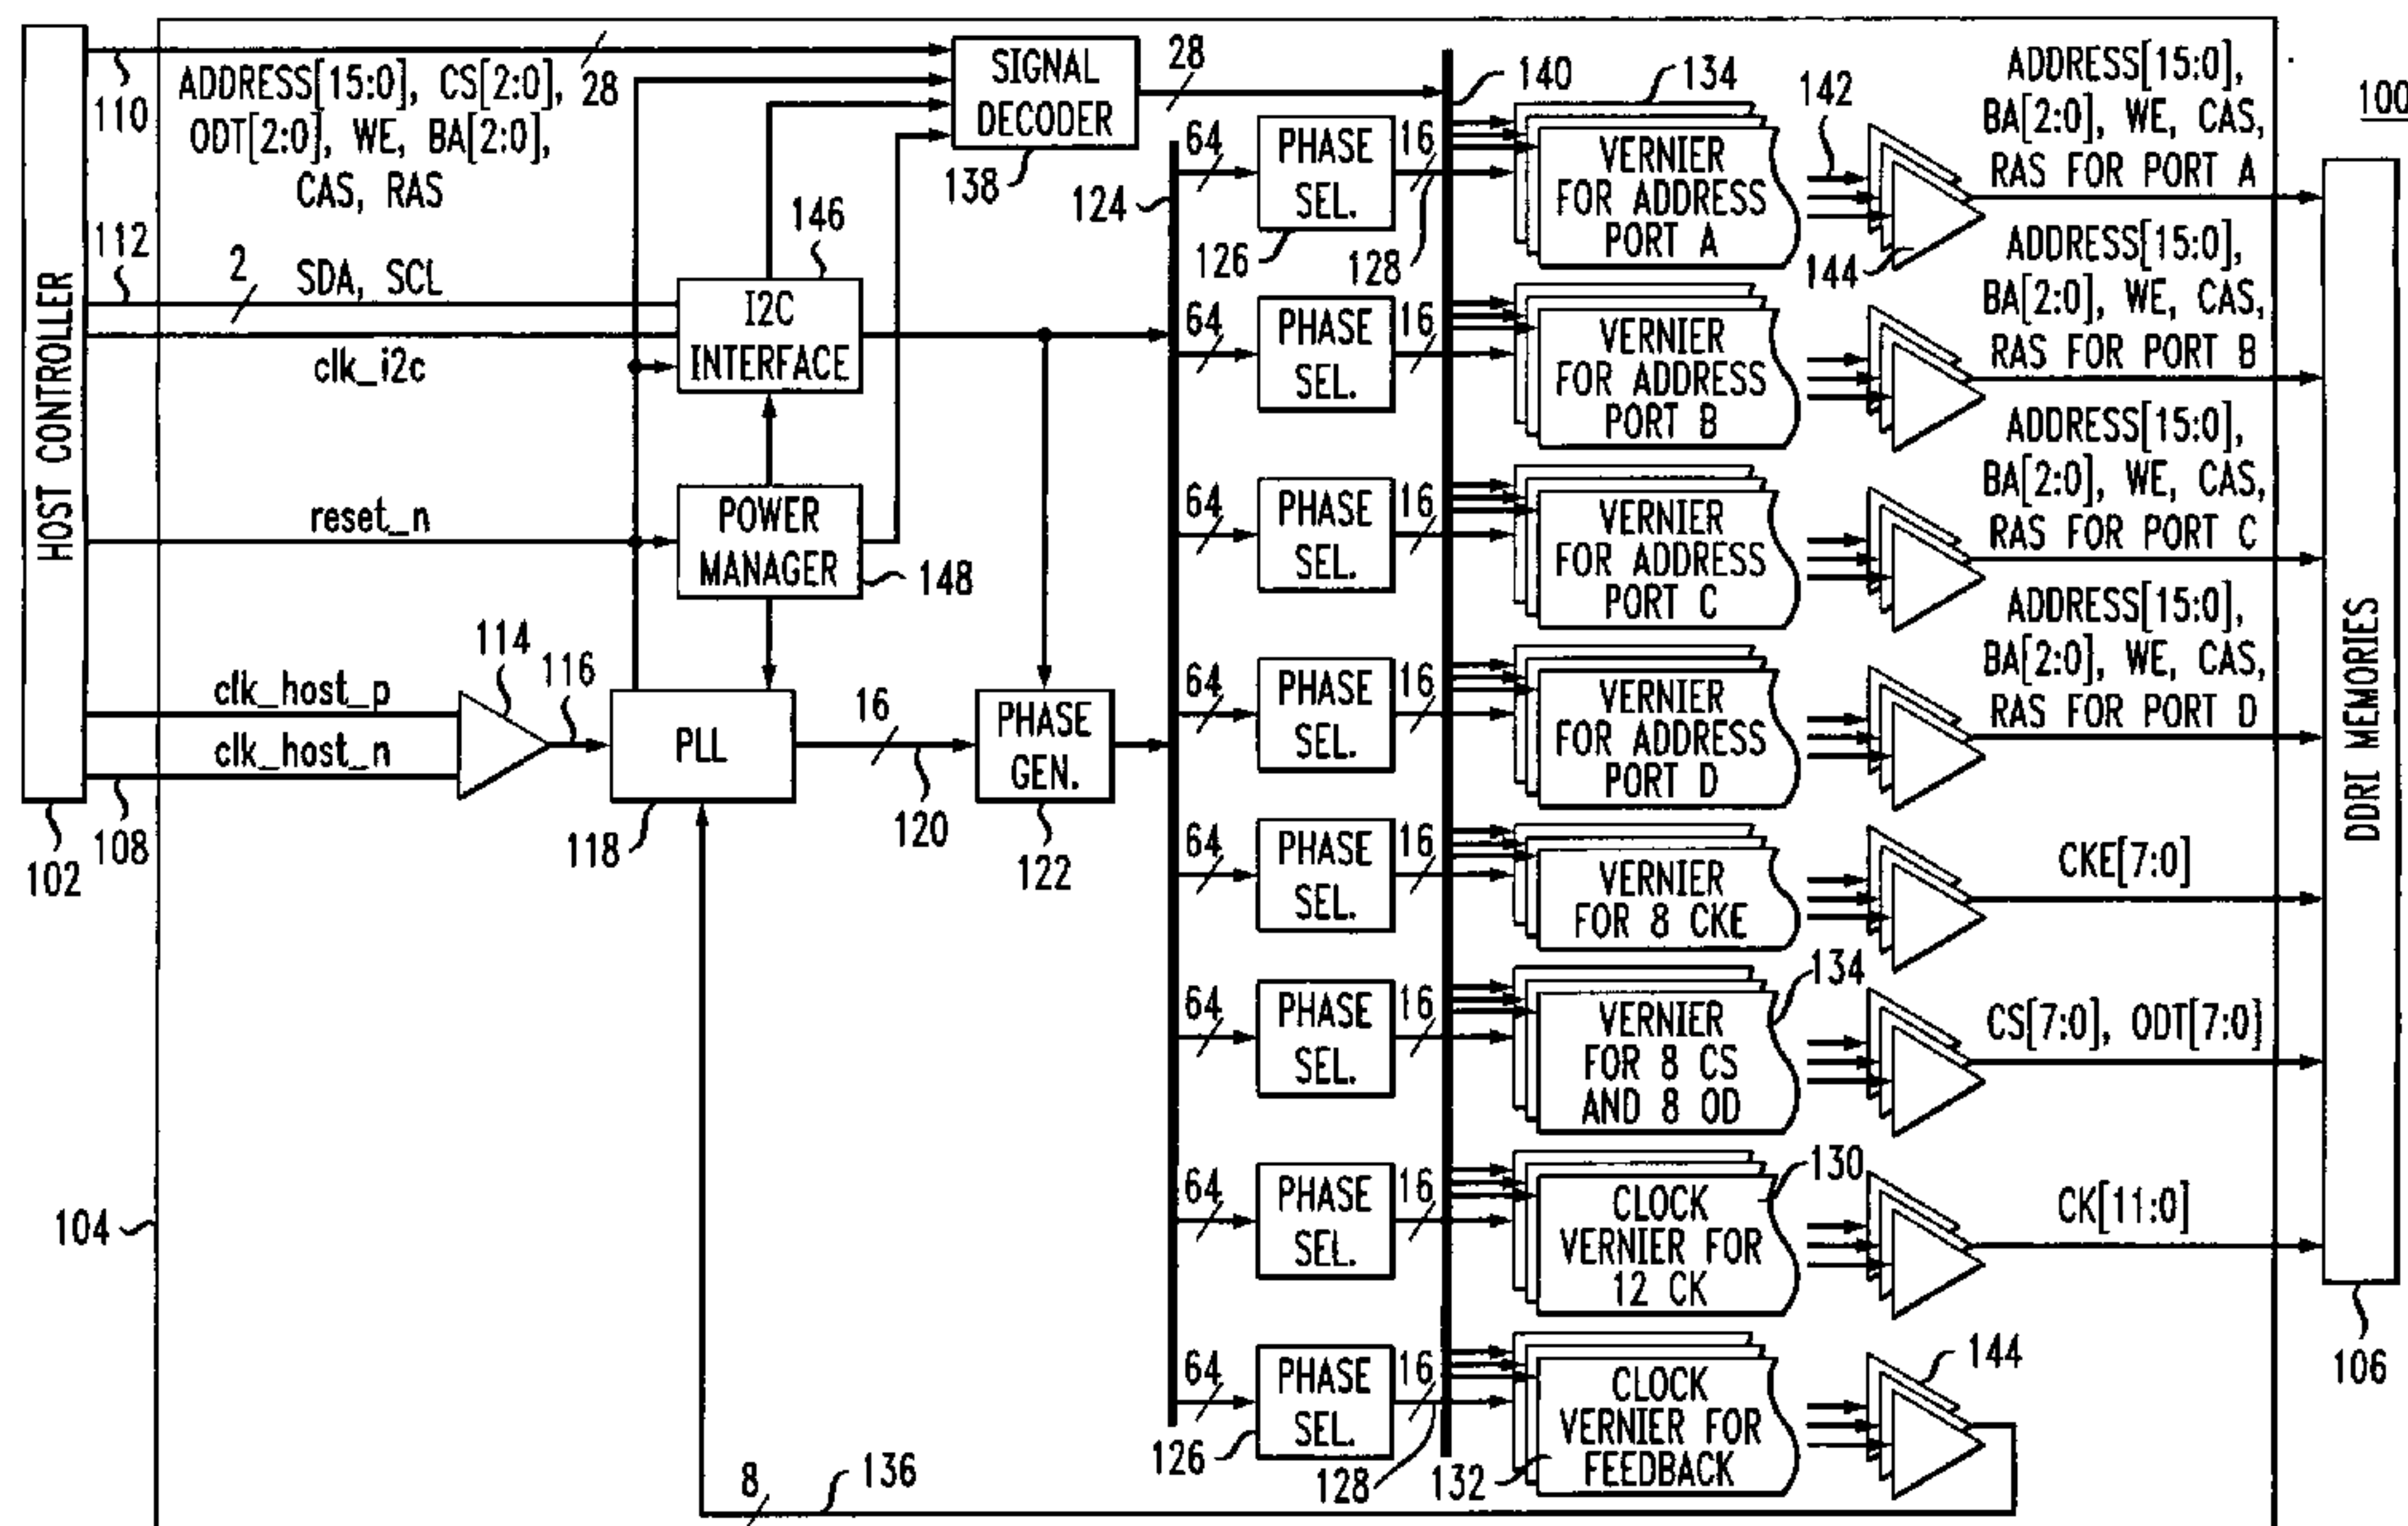 100
HOST CONTROLLER
102
104
110
ADDRESS[15:0], CS[2:0],
ODT[2:0], WE, BA[2:0],
CAS, RAS
28
112
2
SDA, SCL
clk_i2c
reset_n
clk_host_p
clk_host_n
108
114
116
SIGNAL
DECODER
138
28
146
I2C
INTERFACE
POWER
MANAGER
148
PLL
118
16
120
PHASE
GEN.
122
124
140
64
PHASE
SEL.
126
16
128
134
VERNIER
FOR ADDRESS
PORT A
142
144
ADDRESS[15:0],
BA[2:0], WE, CAS,
RAS FOR PORT A
64
PHASE
SEL.
16
VERNIER
FOR ADDRESS
PORT B
ADDRESS[15:0],
BA[2:0], WE, CAS,
RAS FOR PORT B
64
PHASE
SEL.
16
VERNIER
FOR ADDRESS
PORT C
ADDRESS[15:0],
BA[2:0], WE, CAS,
RAS FOR PORT C
64
PHASE
SEL.
16
VERNIER
FOR ADDRESS
PORT D
ADDRESS[15:0],
BA[2:0], WE, CAS,
RAS FOR PORT D
64
PHASE
SEL.
16
VERNIER
FOR 8 CKE
CKE[7:0]
64
PHASE
SEL.
16
VERNIER
FOR 8 CS
AND 8 OD
134
CS[7:0], ODT[7:0]
64
PHASE
SEL.
16
CLOCK
VERNIER FOR
12 CK
130
CK[11:0]
64
PHASE
SEL.
126
16
128
CLOCK
VERNIER FOR
FEEDBACK
132
144
8
136
DDRI MEMORIES
106